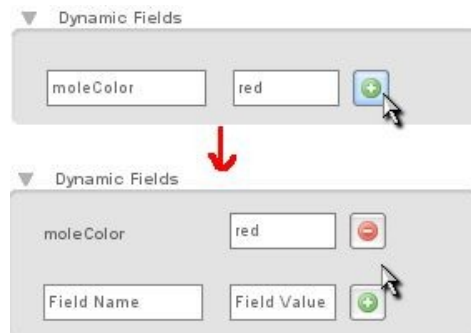 Dynamic Fields
moleColor red
Dynamic Fields
moleColor red
Field Name Field Value